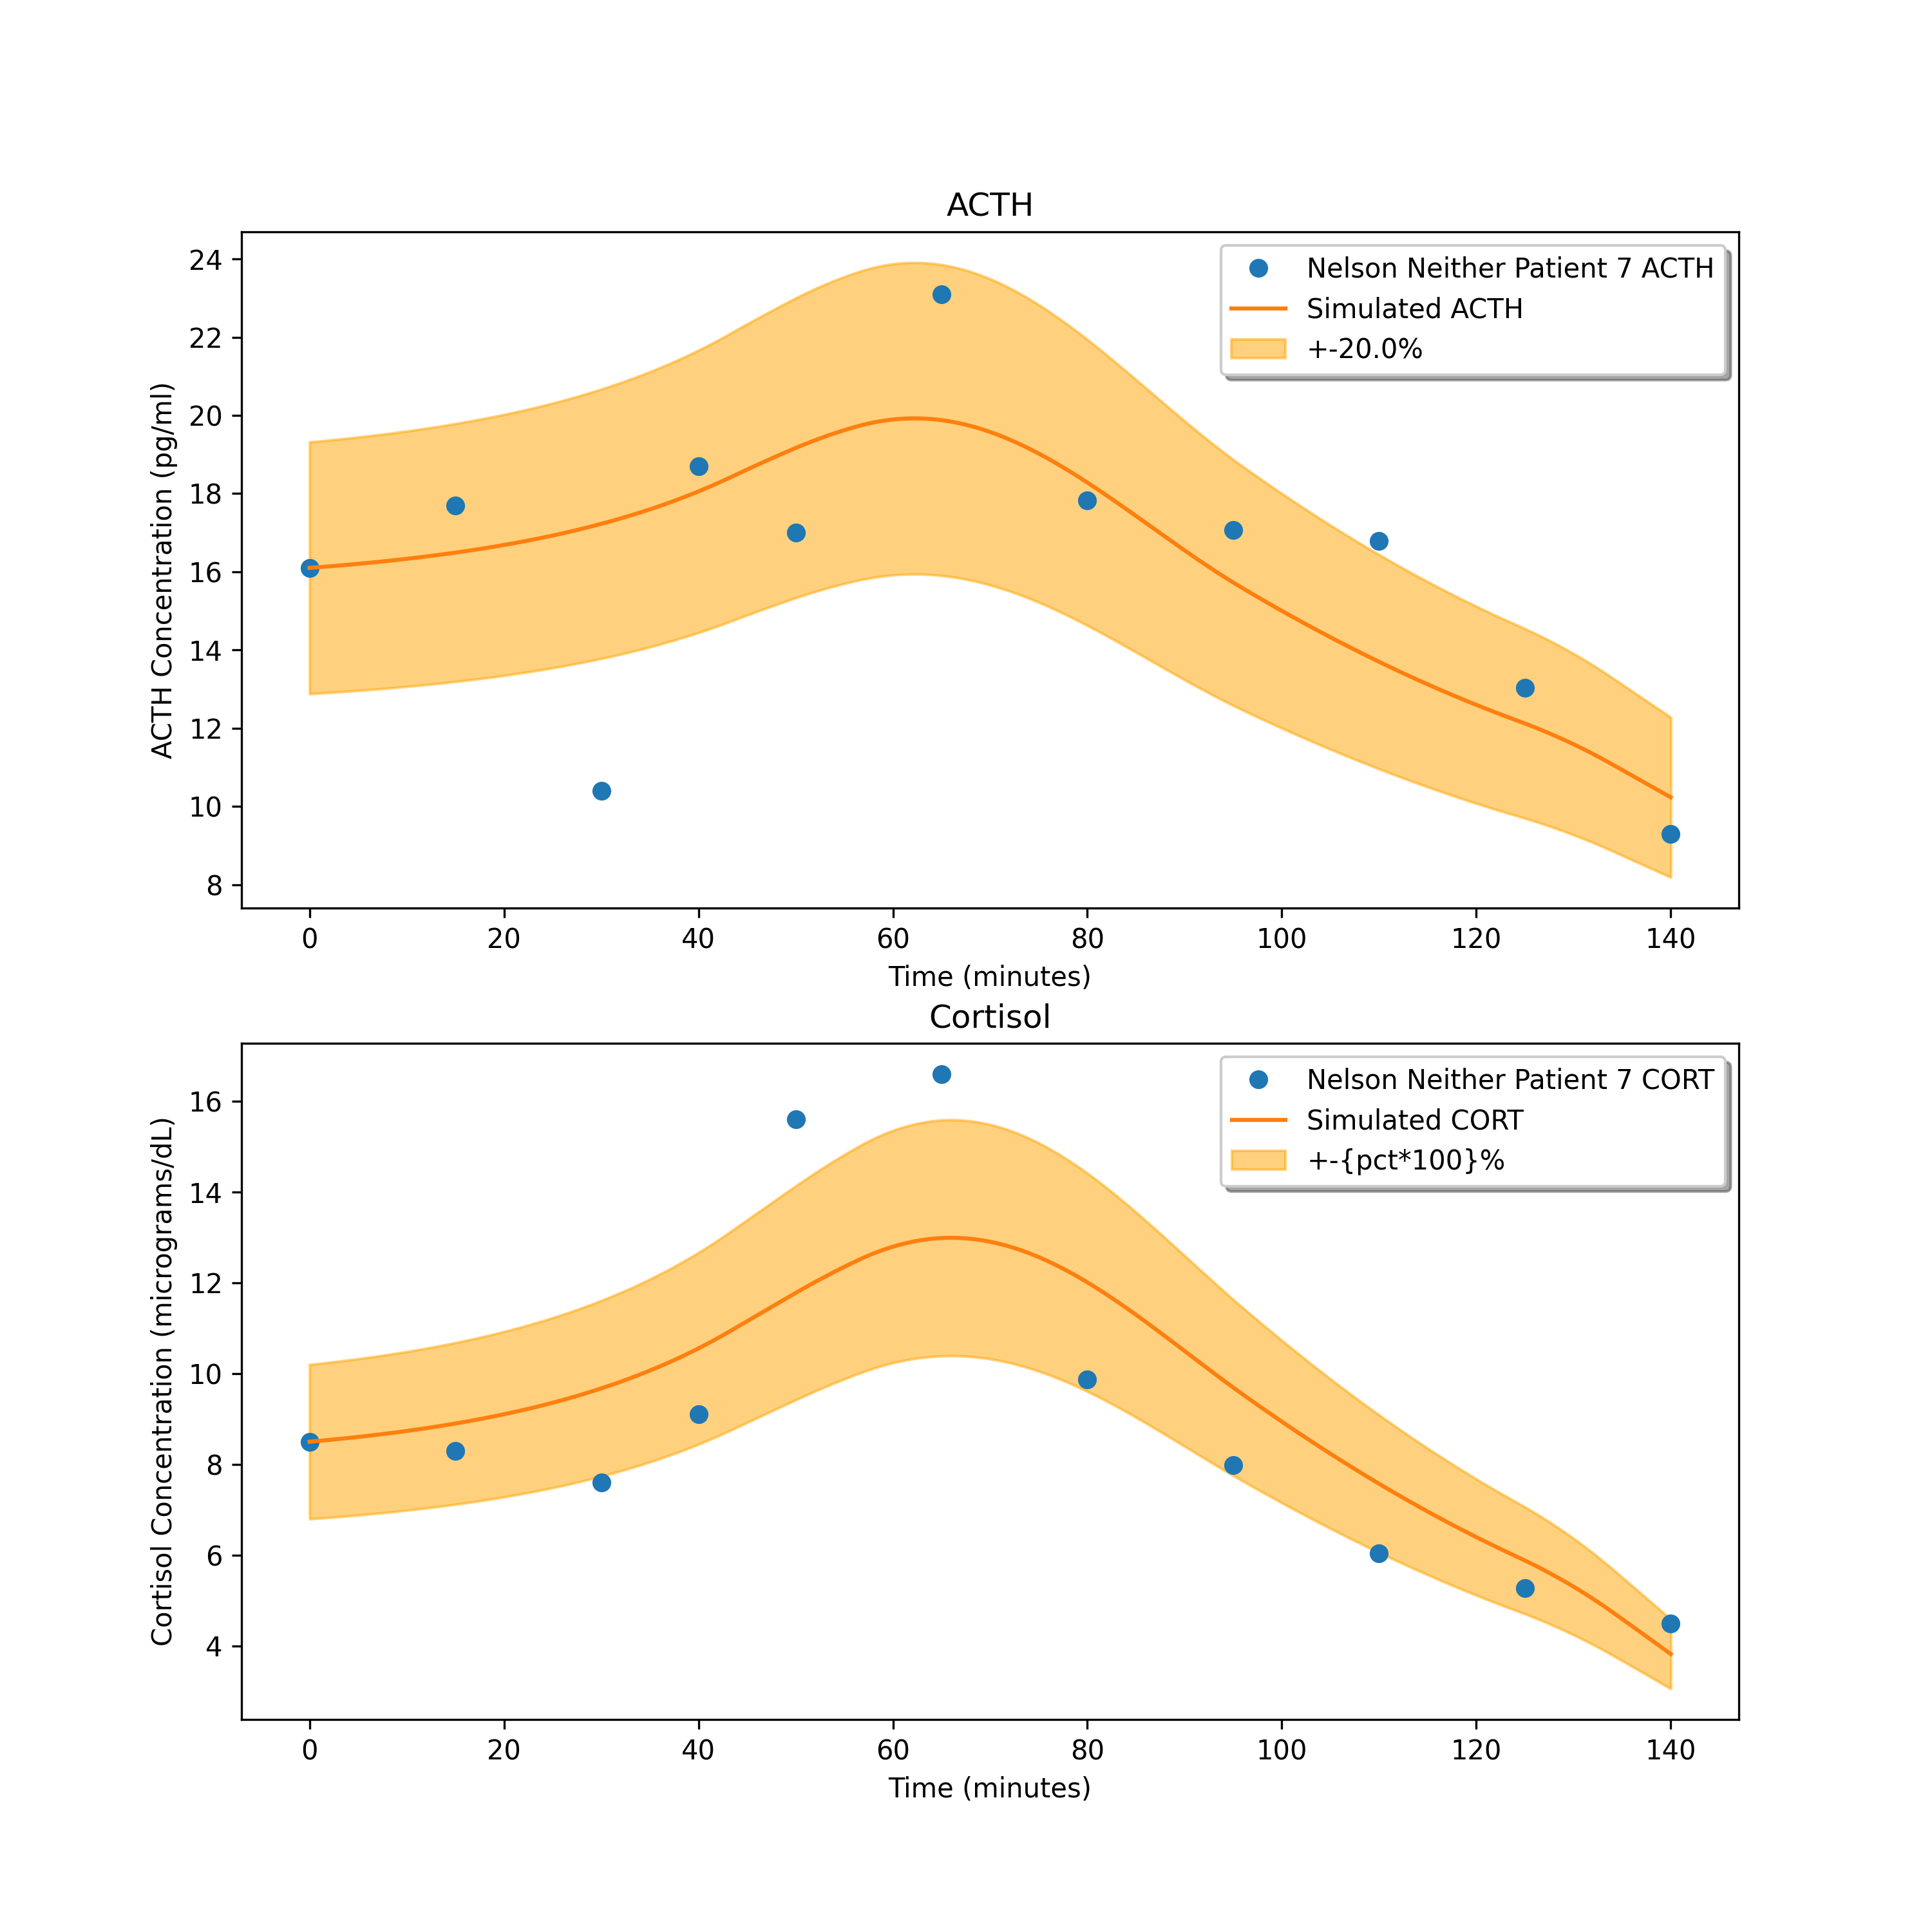 ACTH
24
22
20
18
16
14
12
10
8
ACTH Concentration (pg/ml)
Nelson Neither Patient 7 ACTH
Simulated ACTH
+-20.0%
0 20 40 60 80 100 120 140
Time (minutes)
Cortisol
16
14
12
10
8
6
4
Cortisol Concentration (micrograms/dL)
Nelson Neither Patient 7 CORT
Simulated CORT
+-{pct*100}%
0 20 40 60 80 100 120 140
Time (minutes)